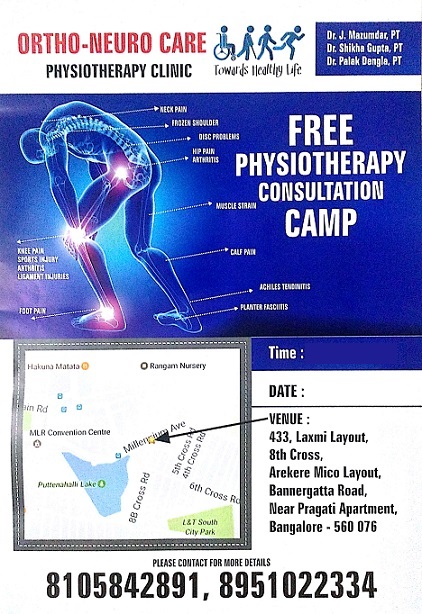 ORTHO-NEURO CARE
PHYSIOTHERAPY CLINIC
Towards Healthy Life
Dr. J. Mazumdar, PT
Dr. Shikha Gupta, PT
Dr. Palak Dengla, PT
NECK PAIN
FROZEN SHOULDER
DISC PROBLEMS
HIP PAIN
ARTHRITIS
MUSCLE STRAIN
CALF PAIN
ACHILES TENDINITIS
PLANTER FASCIITIS
KNEE PAIN
SPORTS INJURY
ARTHRITIS
LIGAMENT INJURIES
FOOT PAIN
FREE
PHYSIOTHERAPY
CONSULTATION
CAMP
Hakuna Matata
Rangam Nursery
ain Rd
MLR Convention Centre
Millennium Ave
5th Cross Rd
4th Cross Rd
Puttenahalli Lake
8B Cross Rd
6th Cross Rd
L&T South
City Park
Time :
DATE :
VENUE :
433, Laxmi Layout,
8th Cross,
Arekere Mico Layout,
Bannergatta Road,
Near Pragati Apartment,
Bangalore - 560 076
PLEASE CONTACT FOR MORE DETAILS
8105842891, 8951022334